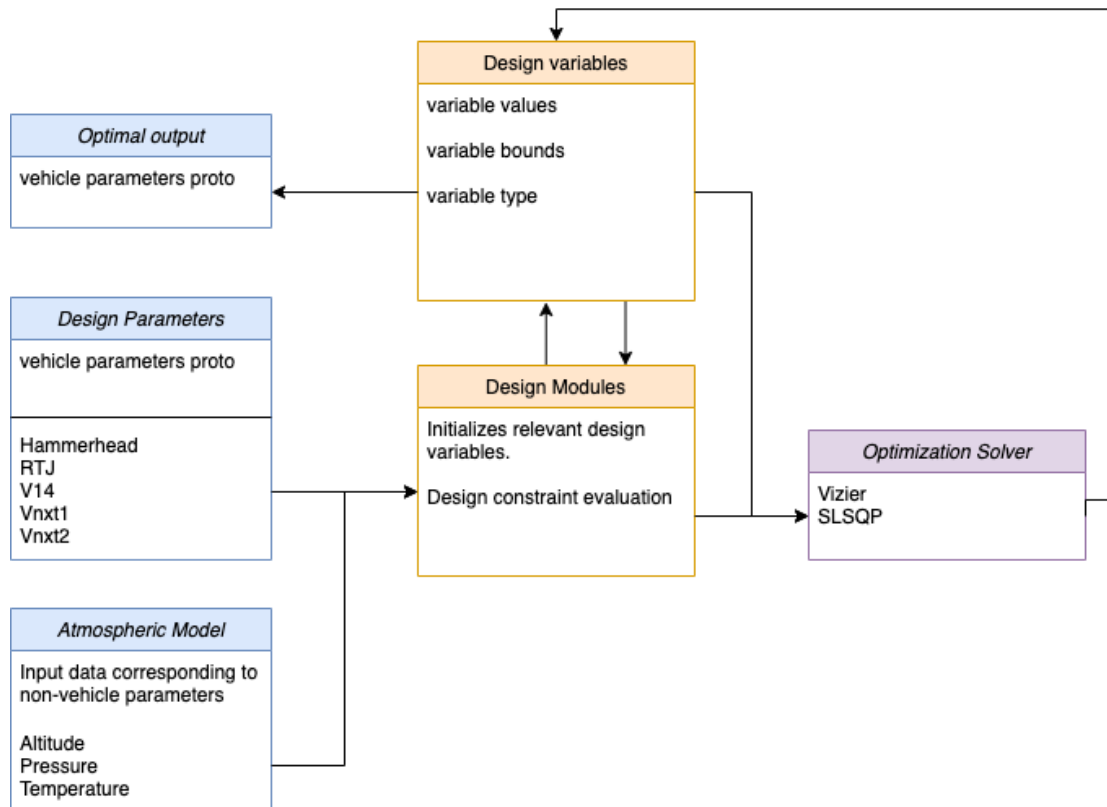 Design variables
variable values
variable bounds
variable type
Optimal output
vehicle parameters proto
Design Parameters
vehicle parameters proto
Hammerhead
RTJ
V14
Vnxt1
Vnxt2
Design Modules
Initializes relevant design
variables.
Design constraint evaluation
Optimization Solver
Vizier
SLSQP
Atmospheric Model
Input data corresponding to
non-vehicle parameters
Altitude
Pressure
Temperature